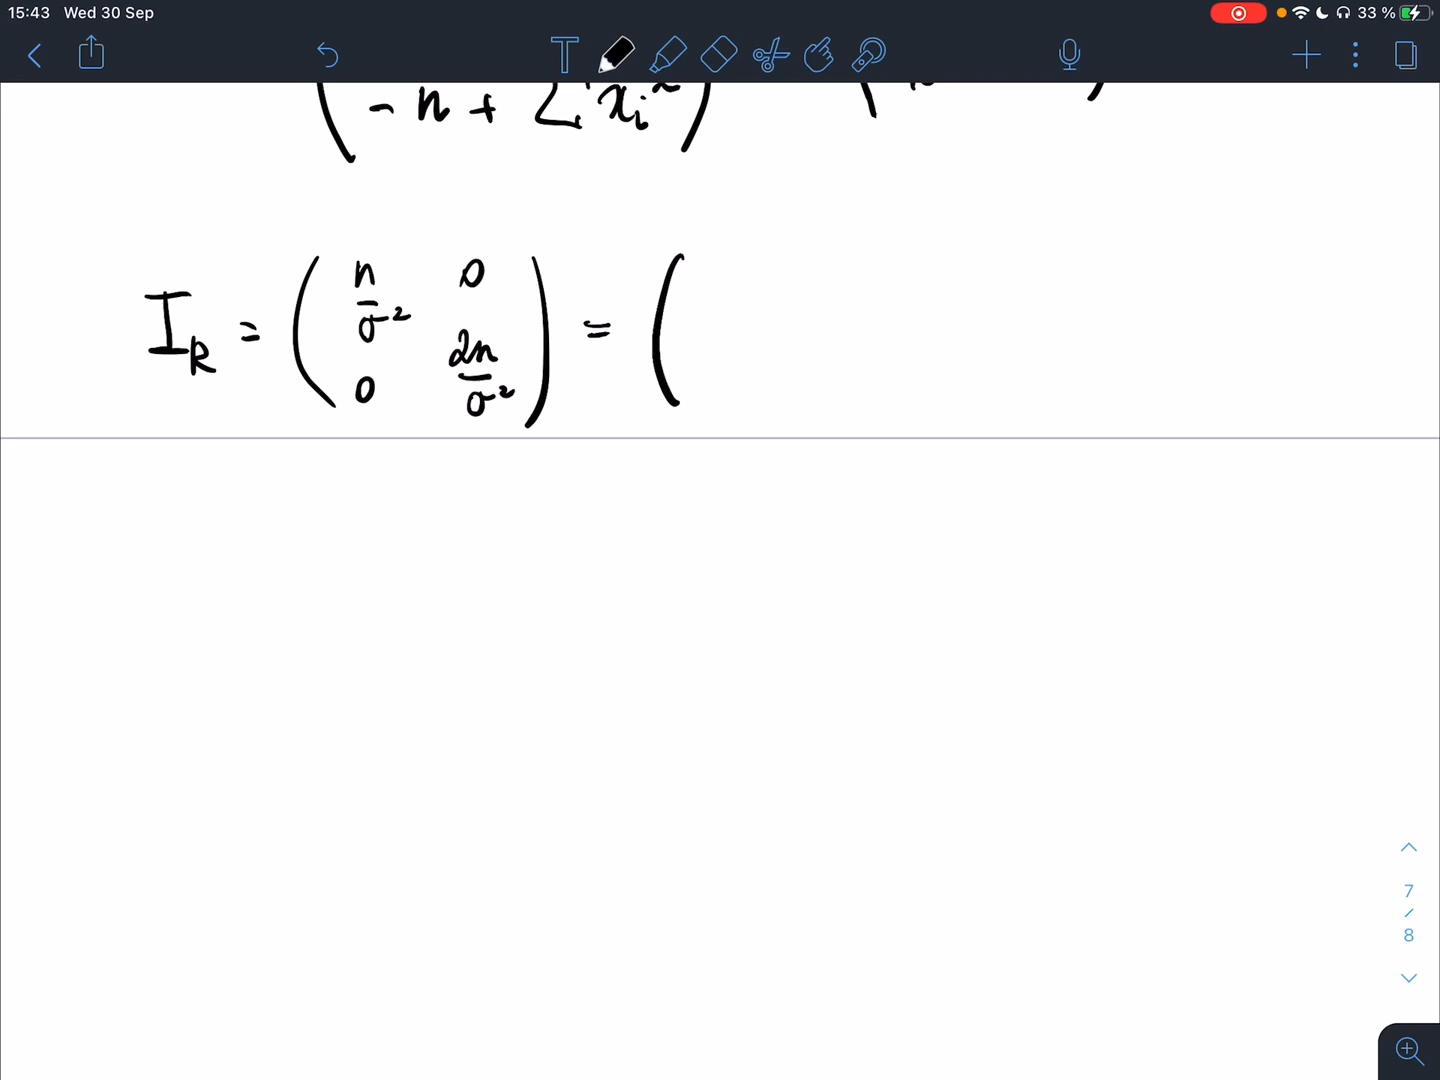 15:43 Wed 30 Sep 33 %
T
( - n + Σ xᵢ² )
I_R = ( n/σ² 0 ; 0 2n/σ² ) = (
7
/
8